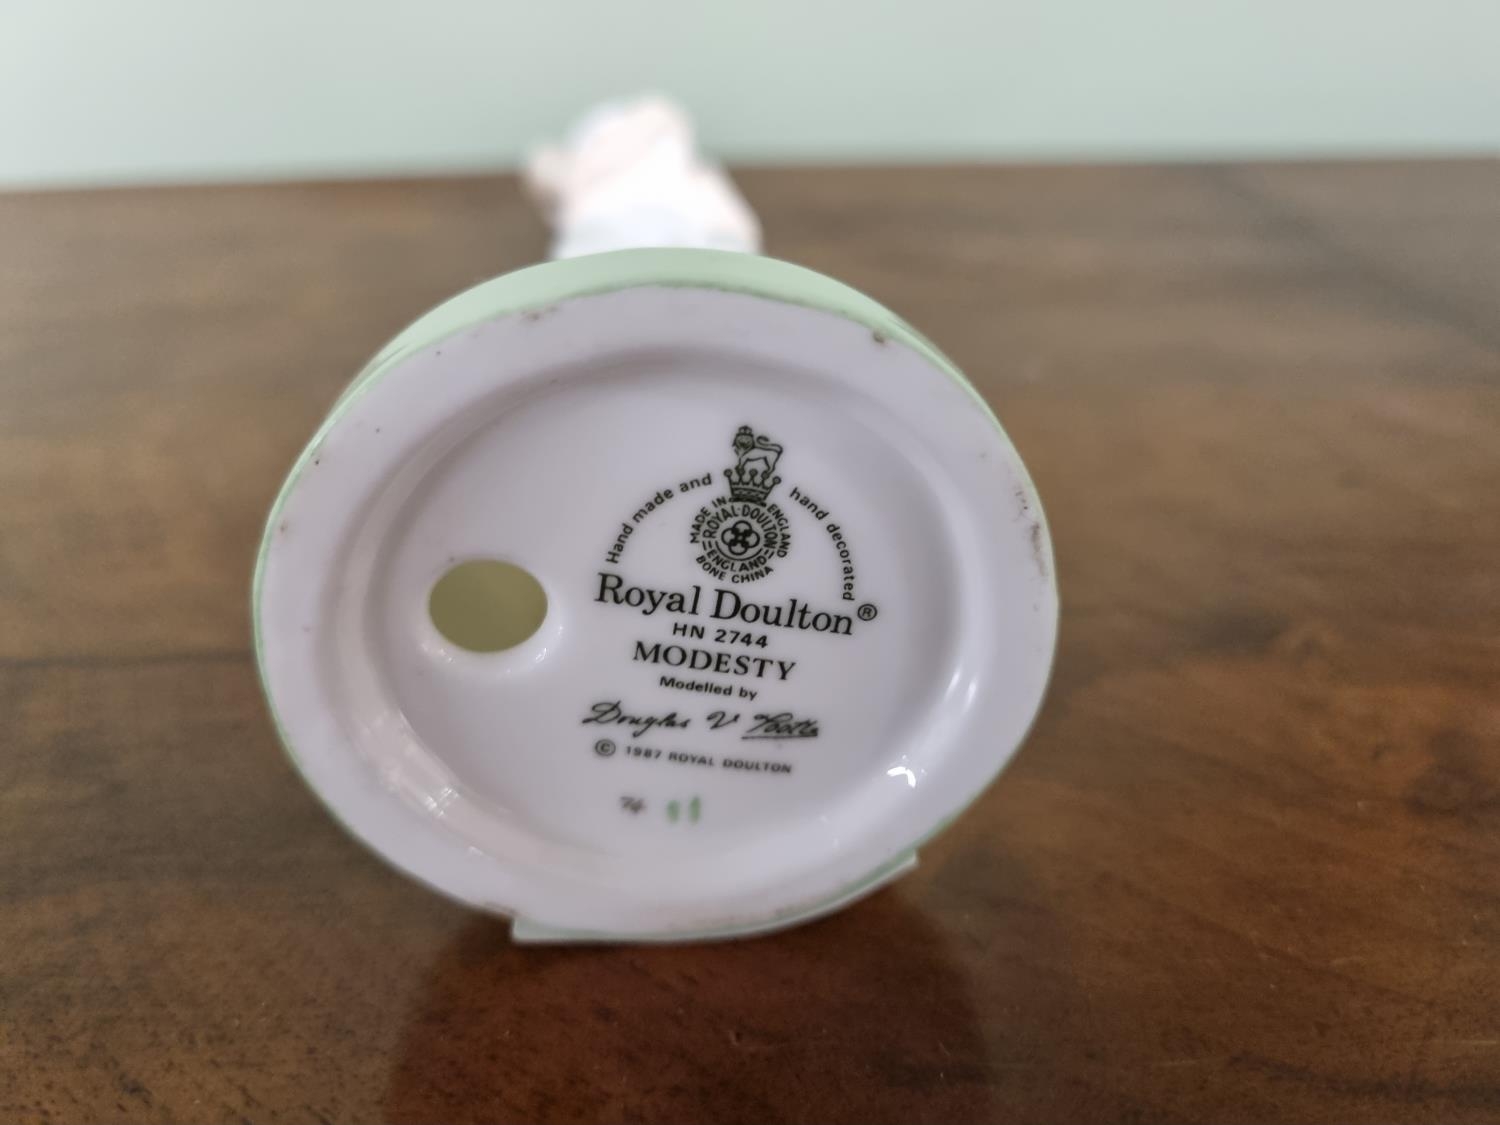 Hand made and hand decorated
MADE IN ENGLAND
ROYAL·DOULTON
ENGLAND
BONE CHINA
Royal Doulton®
HN 2744
MODESTY
Modelled by
Douglas V Tootle
© 1987 ROYAL DOULTON
74